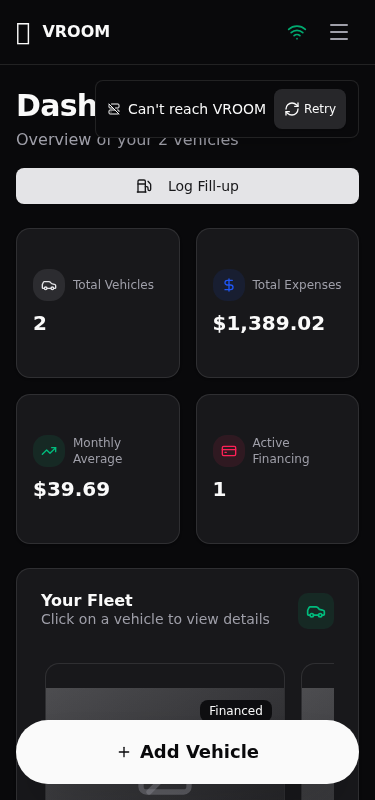 VROOM
Dash
Can't reach VROOM
Retry
Overview of your 2 vehicles
Log Fill-up
Total Vehicles
2
Total Expenses
$1,389.02
Monthly
Average
$39.69
Active
Financing
1
Your Fleet
Click on a vehicle to view details
Financed
+ Add Vehicle